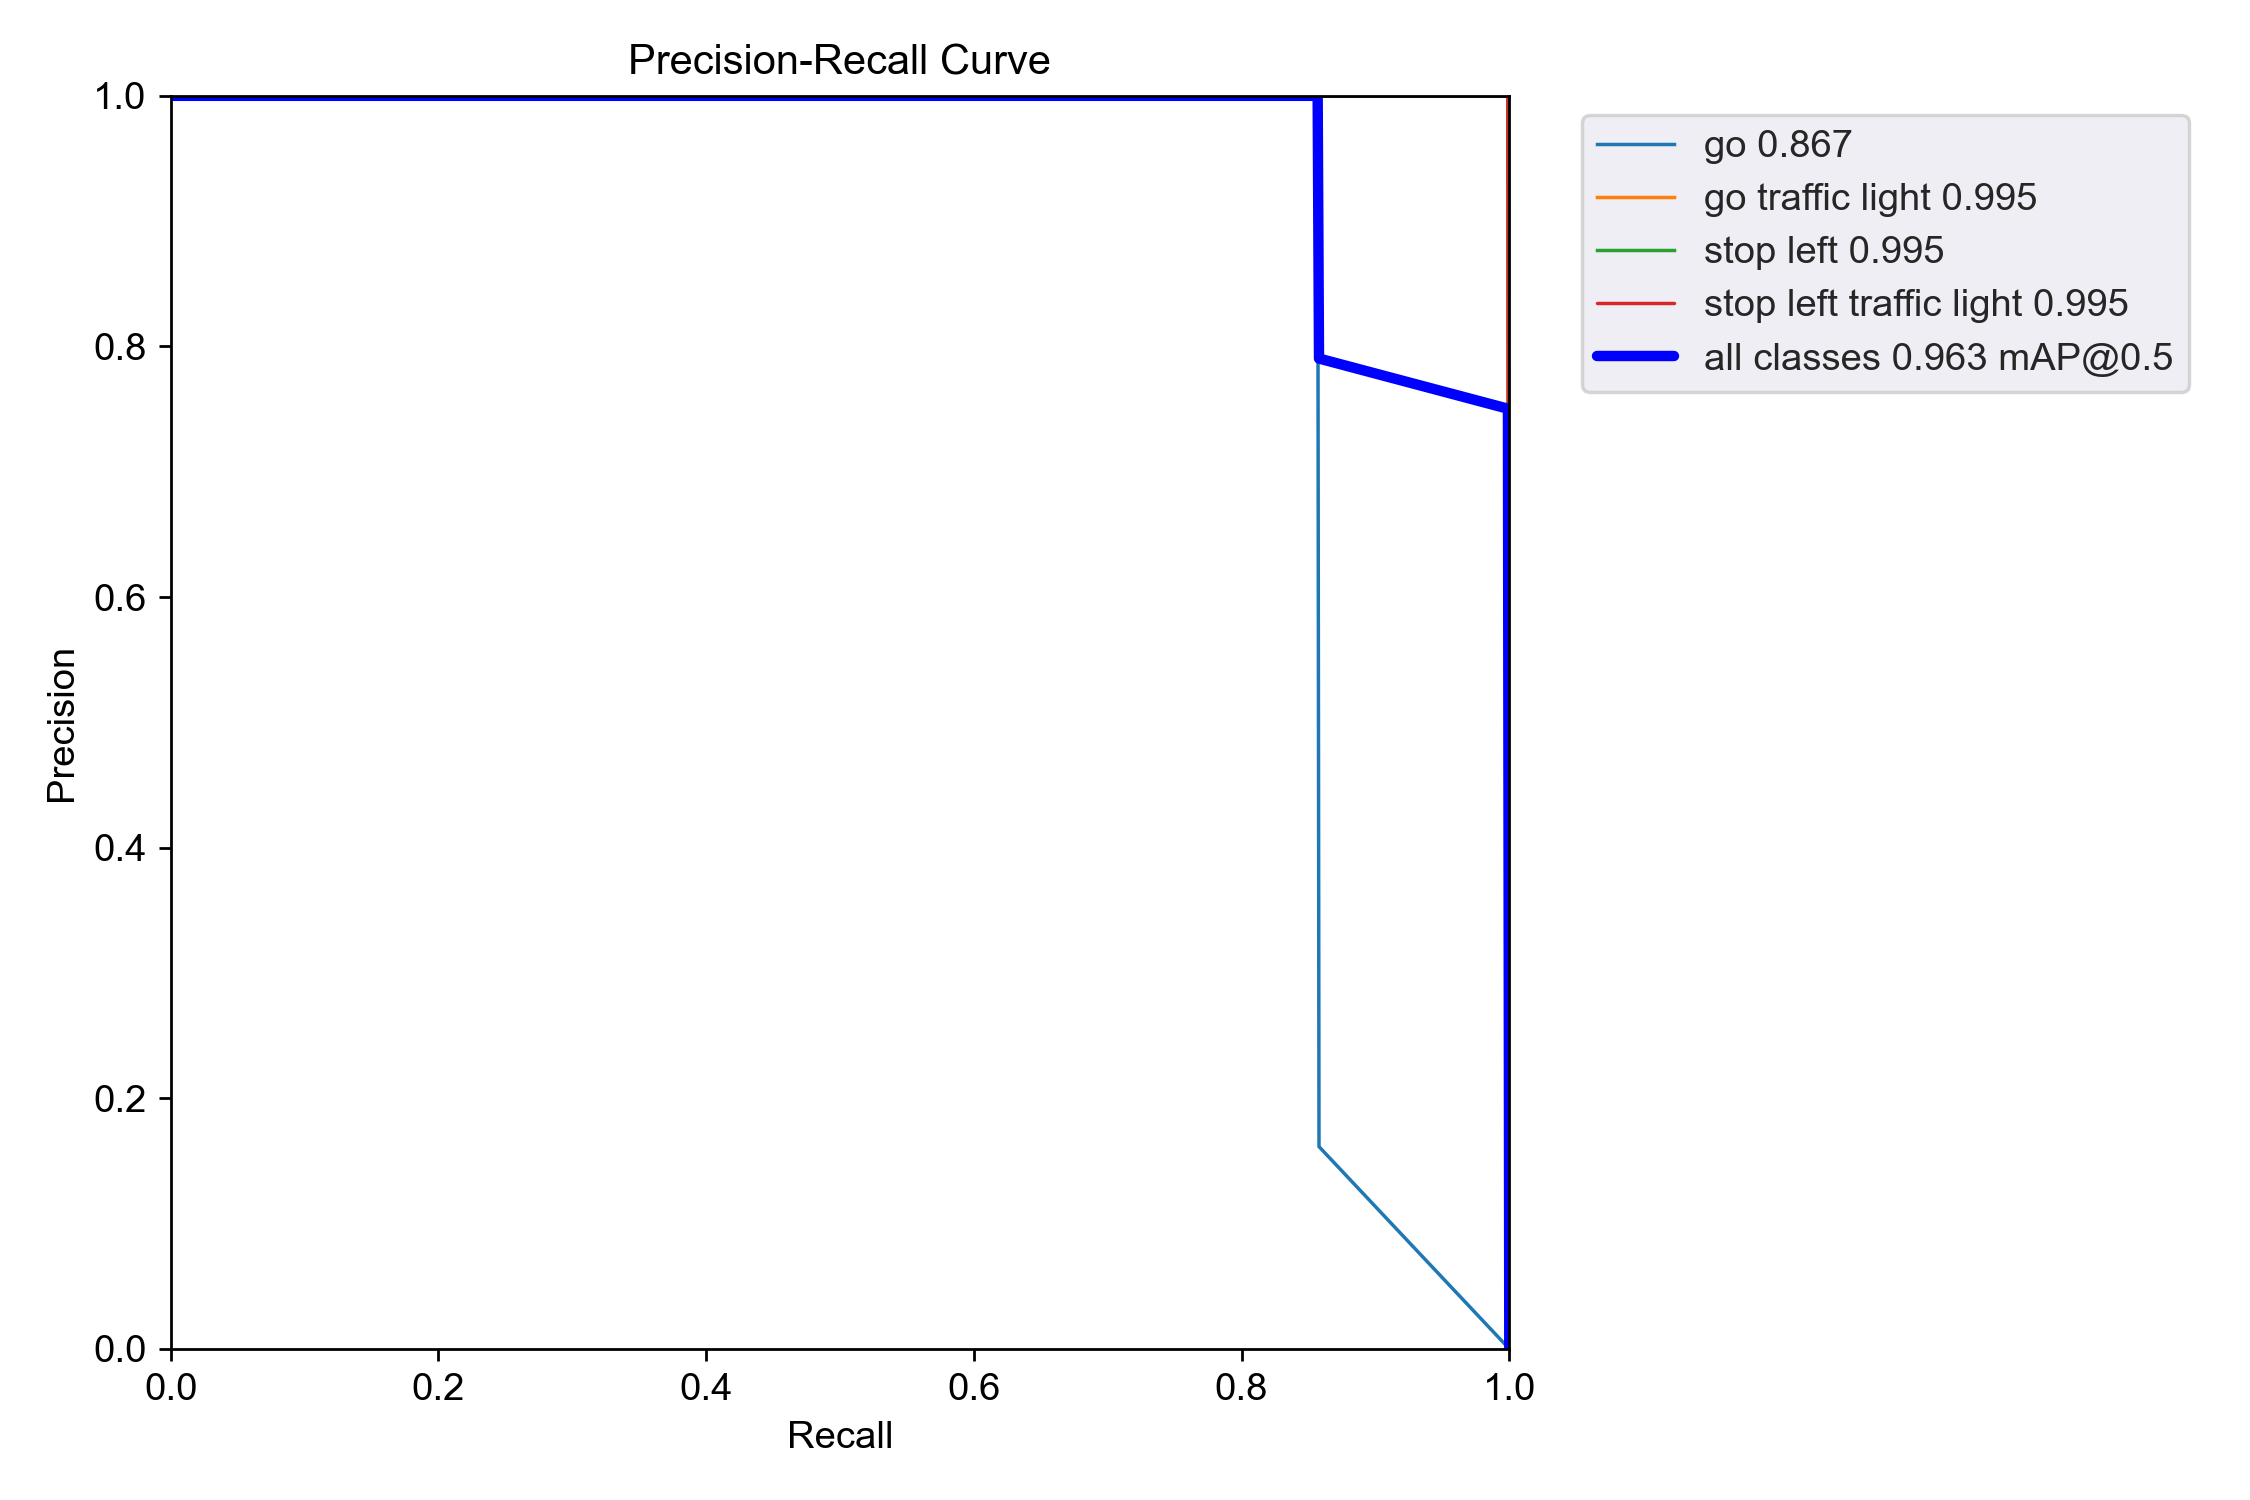 Precision-Recall Curve
1.0
0.8
0.6
0.4
0.2
0.0
Precision
0.0 0.2 0.4 0.6 0.8 1.0
Recall
go 0.867
go traffic light 0.995
stop left 0.995
stop left traffic light 0.995
all classes 0.963 mAP@0.5